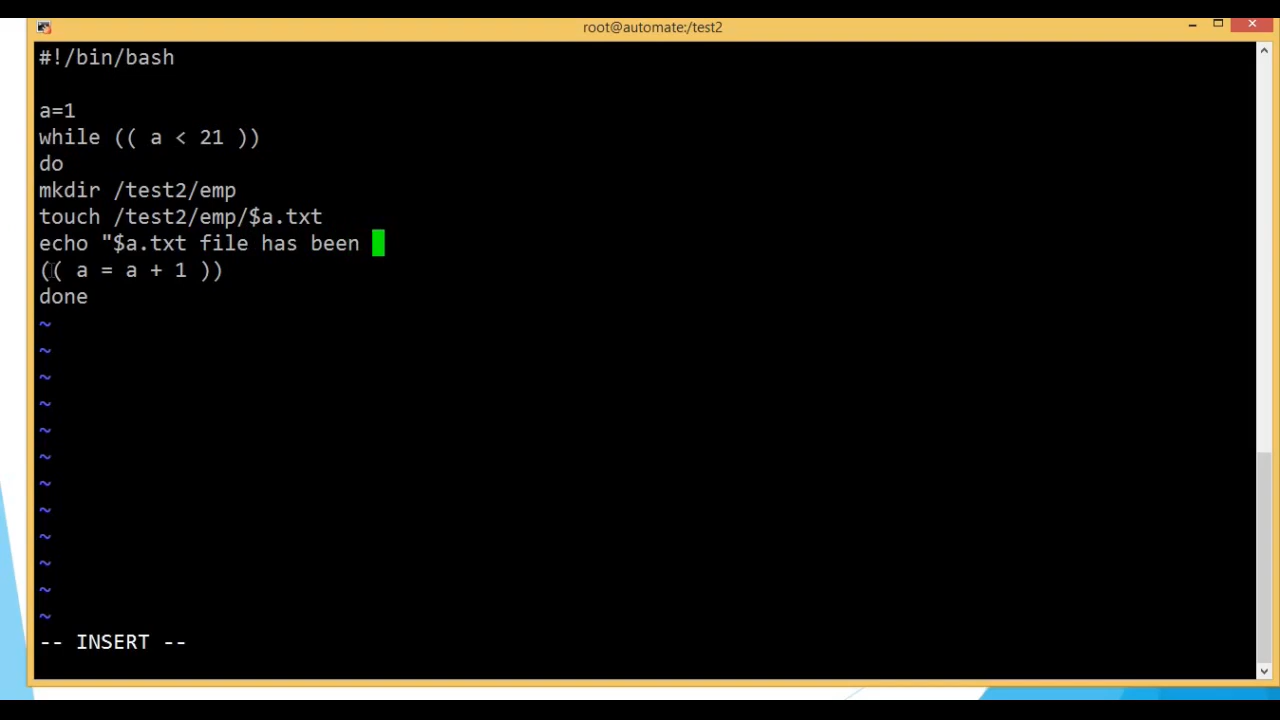 root@automate:/test2
#!/bin/bash
a=1
while (( a < 21 ))
do
mkdir /test2/emp
touch /test2/emp/$a.txt
echo "$a.txt file has been
(( a = a + 1 ))
done
~
~
~
~
~
~
~
~
~
~
~
~
-- INSERT --